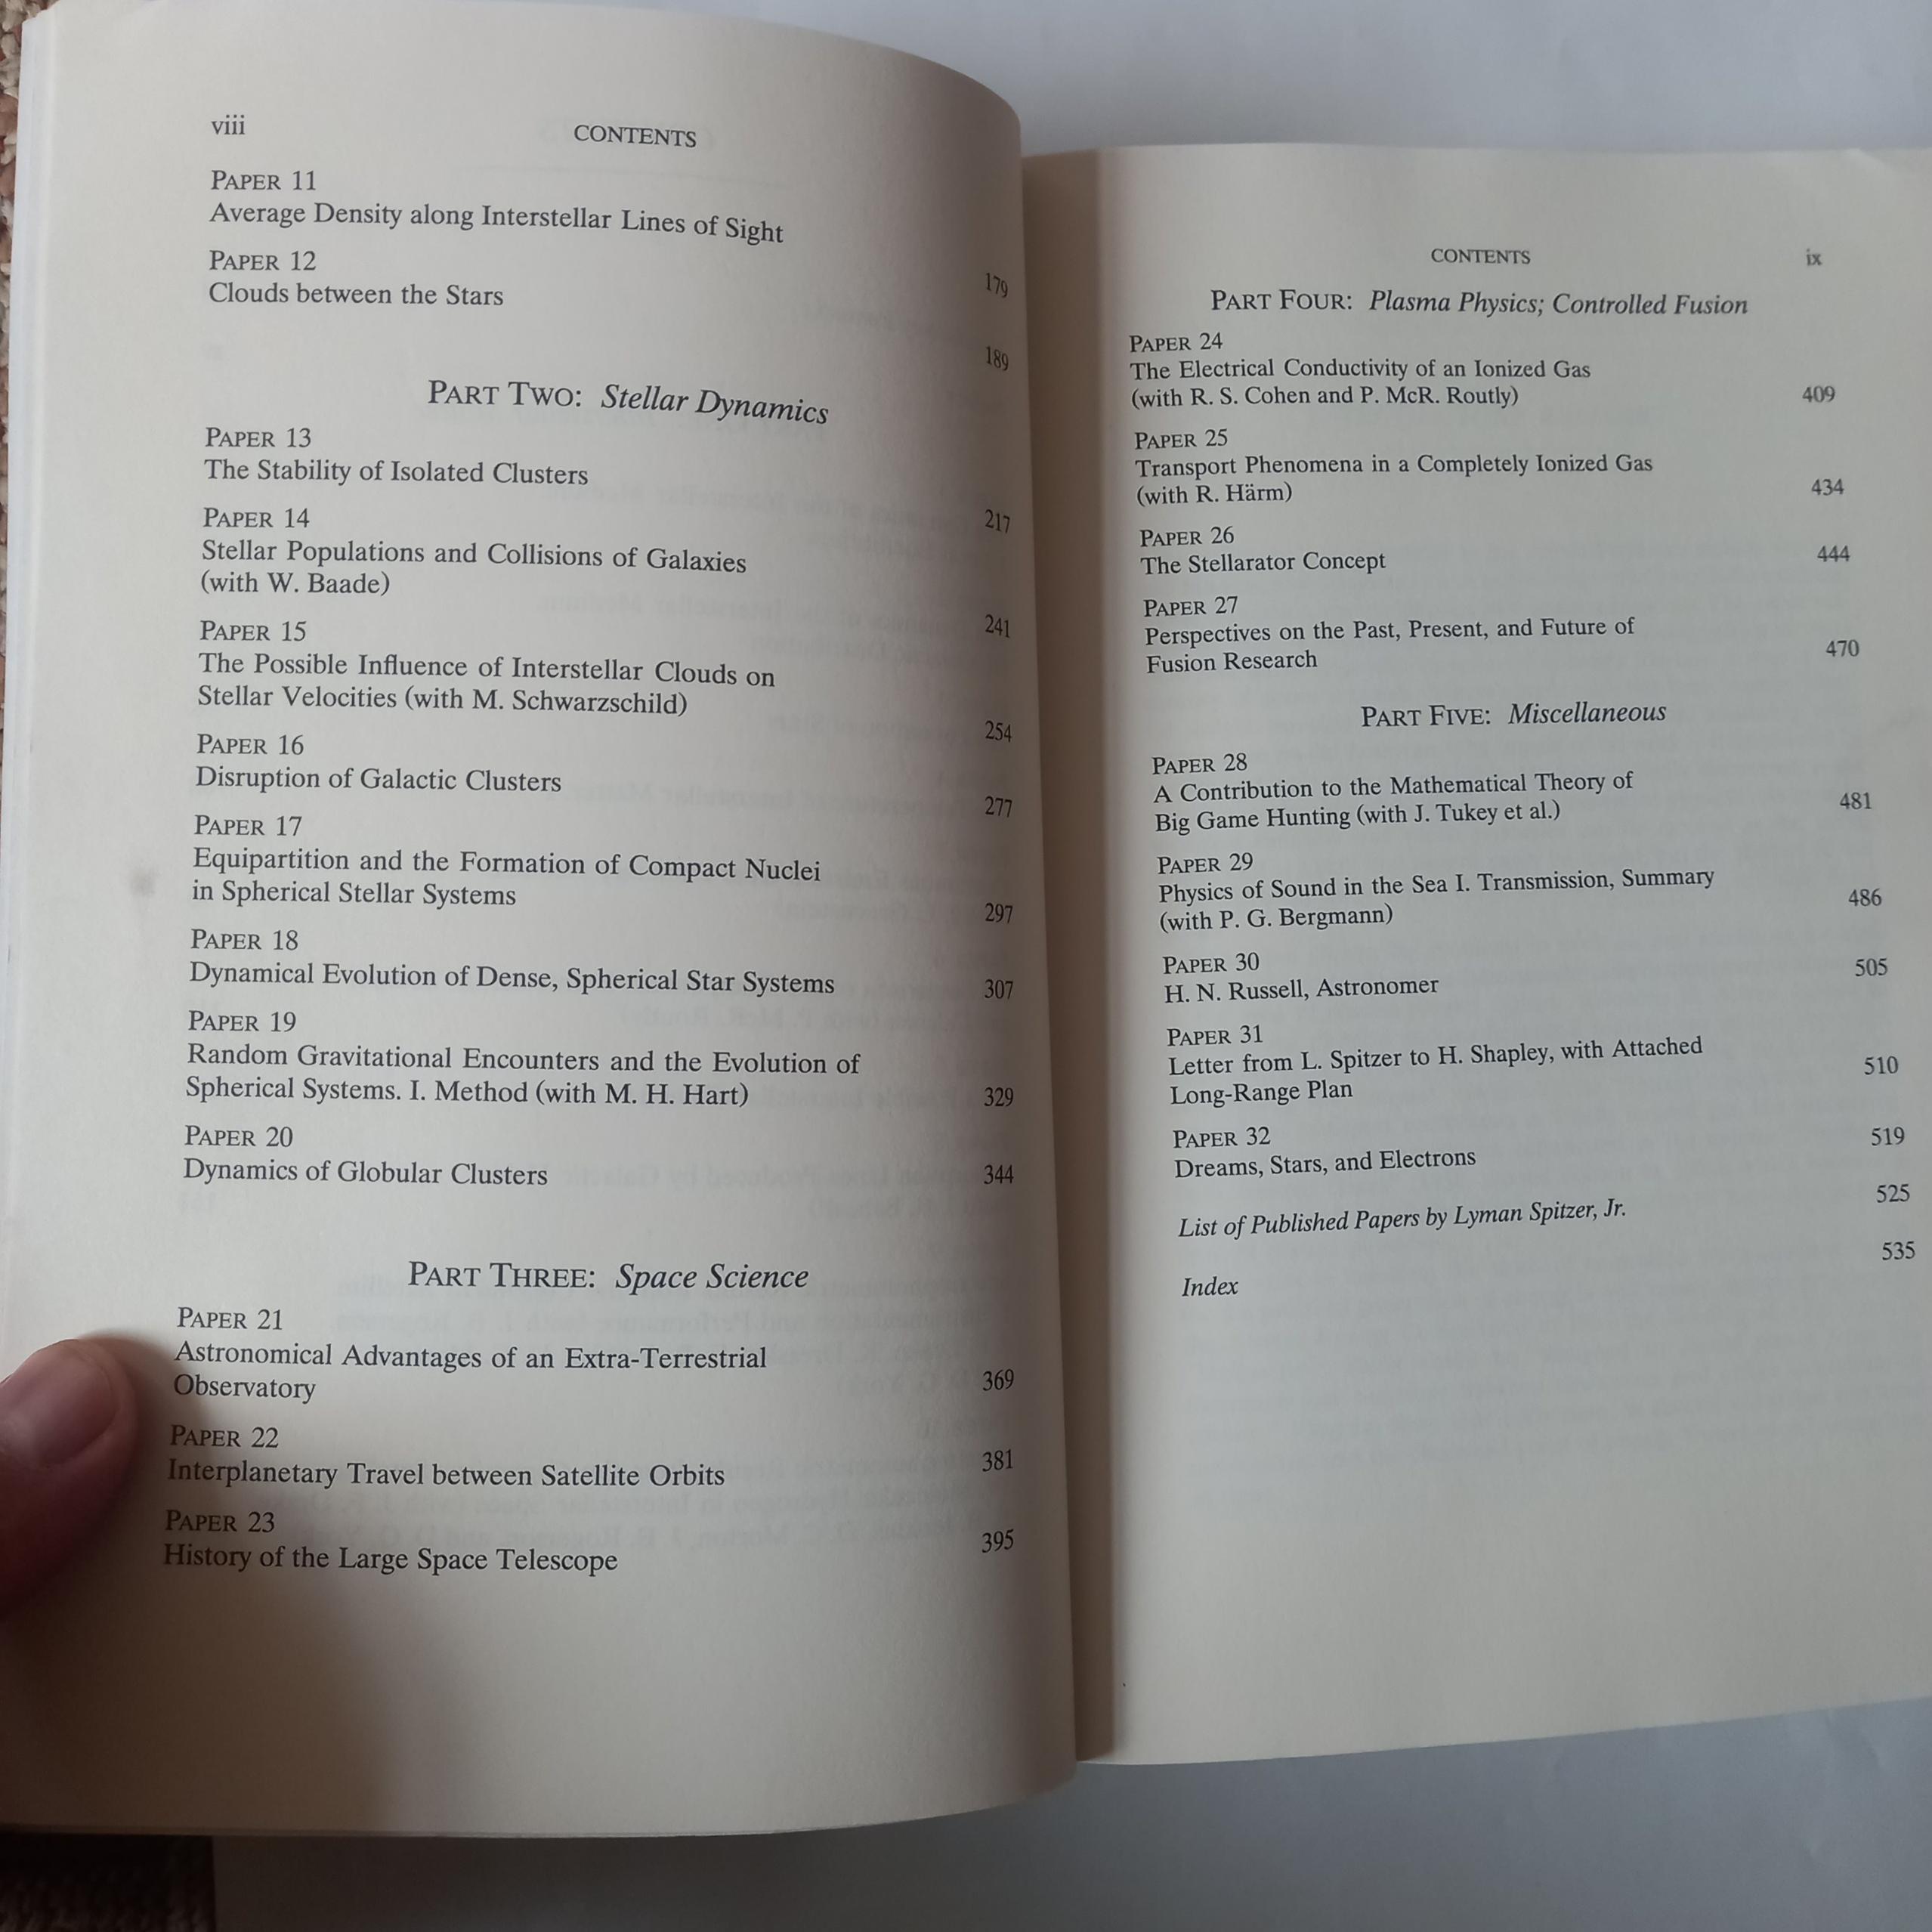 viii CONTENTS
PAPER 11
Average Density along Interstellar Lines of Sight 179
PAPER 12
Clouds between the Stars 189
PART TWO: Stellar Dynamics
PAPER 13
The Stability of Isolated Clusters 217
PAPER 14
Stellar Populations and Collisions of Galaxies
(with W. Baade) 241
PAPER 15
The Possible Influence of Interstellar Clouds on
Stellar Velocities (with M. Schwarzschild) 254
PAPER 16
Disruption of Galactic Clusters 277
PAPER 17
Equipartition and the Formation of Compact Nuclei
in Spherical Stellar Systems 297
PAPER 18
Dynamical Evolution of Dense, Spherical Star Systems 307
PAPER 19
Random Gravitational Encounters and the Evolution of
Spherical Systems. I. Method (with M. H. Hart) 329
PAPER 20
Dynamics of Globular Clusters 344
PART THREE: Space Science
PAPER 21
Astronomical Advantages of an Extra-Terrestrial
Observatory 369
PAPER 22
Interplanetary Travel between Satellite Orbits 381
PAPER 23
History of the Large Space Telescope 395
CONTENTS ix
PART FOUR: Plasma Physics; Controlled Fusion
PAPER 24
The Electrical Conductivity of an Ionized Gas
(with R. S. Cohen and P. McR. Routly) 409
PAPER 25
Transport Phenomena in a Completely Ionized Gas
(with R. Härm) 434
PAPER 26
The Stellarator Concept 444
PAPER 27
Perspectives on the Past, Present, and Future of
Fusion Research 470
PART FIVE: Miscellaneous
PAPER 28
A Contribution to the Mathematical Theory of
Big Game Hunting (with J. Tukey et al.) 481
PAPER 29
Physics of Sound in the Sea I. Transmission, Summary
(with P. G. Bergmann) 486
PAPER 30
H. N. Russell, Astronomer 505
PAPER 31
Letter from L. Spitzer to H. Shapley, with Attached
Long-Range Plan 510
PAPER 32
Dreams, Stars, and Electrons 519
List of Published Papers by Lyman Spitzer, Jr. 525
Index 535